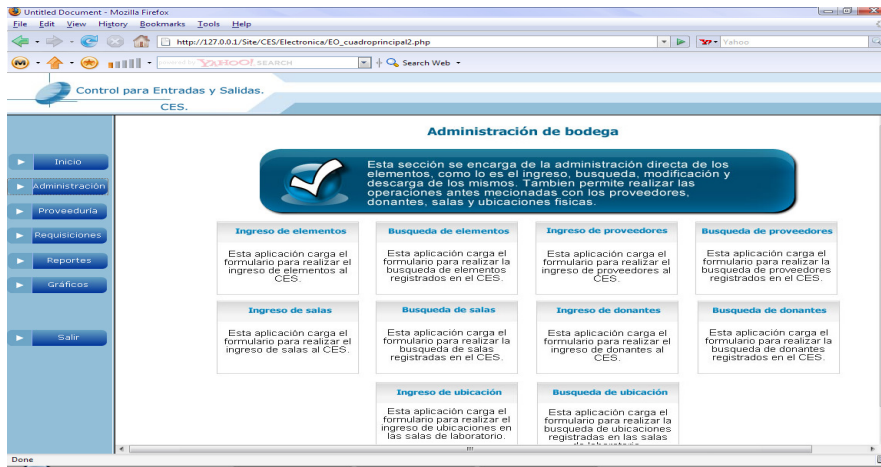 Untitled Document - Mozilla Firefox
File Edit View History Bookmarks Tools Help
http://127.0.0.1/Site/CES/Electronica/EO_cuadroprincipal2.php
Yahoo
YAHOO! SEARCH
Search Web
Control para Entradas y Salidas.
CES.
Administración de bodega
Inicio
Administración
Proveeduría
Requisiciones
Reportes
Gráficos
Salir
Esta sección se encarga de la administración directa de los
elementos, como lo es el ingreso, busqueda, modificación y
descarga de los mismos. Tambien permite realizar las
operaciones antes mecionadas con los proveedores,
donantes, salas y ubicaciones fisicas.
Ingreso de elementos
Esta aplicación carga el
formulario para realizar el
ingreso de elementos al
CES.
Busqueda de elementos
Esta aplicación carga el
formulario para realizar la
busqueda de elementos
registrados en el CES.
Ingreso de proveedores
Esta aplicación carga el
formulario para realizar el
ingreso de proveedores al
CES.
Busqueda de proveedores
Esta aplicación carga el
formulario para realizar la
busqueda de proveedores
registrados en el CES.
Ingreso de salas
Esta aplicación carga el
formulario para realizar el
ingreso de salas al CES.
Busqueda de salas
Esta aplicación carga el
formulario para realizar la
busqueda de salas
registradas en el CES.
Ingreso de donantes
Esta aplicación carga el
formulario para realizar el
ingreso de donantes al
CES.
Busqueda de donantes
Esta aplicación carga el
formulario para realizar la
busqueda de donantes
registrados en el CES.
Ingreso de ubicación
Esta aplicación carga el
formulario para realizar el
ingreso de ubicaciones en
las salas de laboratorio.
Busqueda de ubicación
Esta aplicación carga el
formulario para realizar la
busqueda de ubicaciones
registradas en las salas
Done